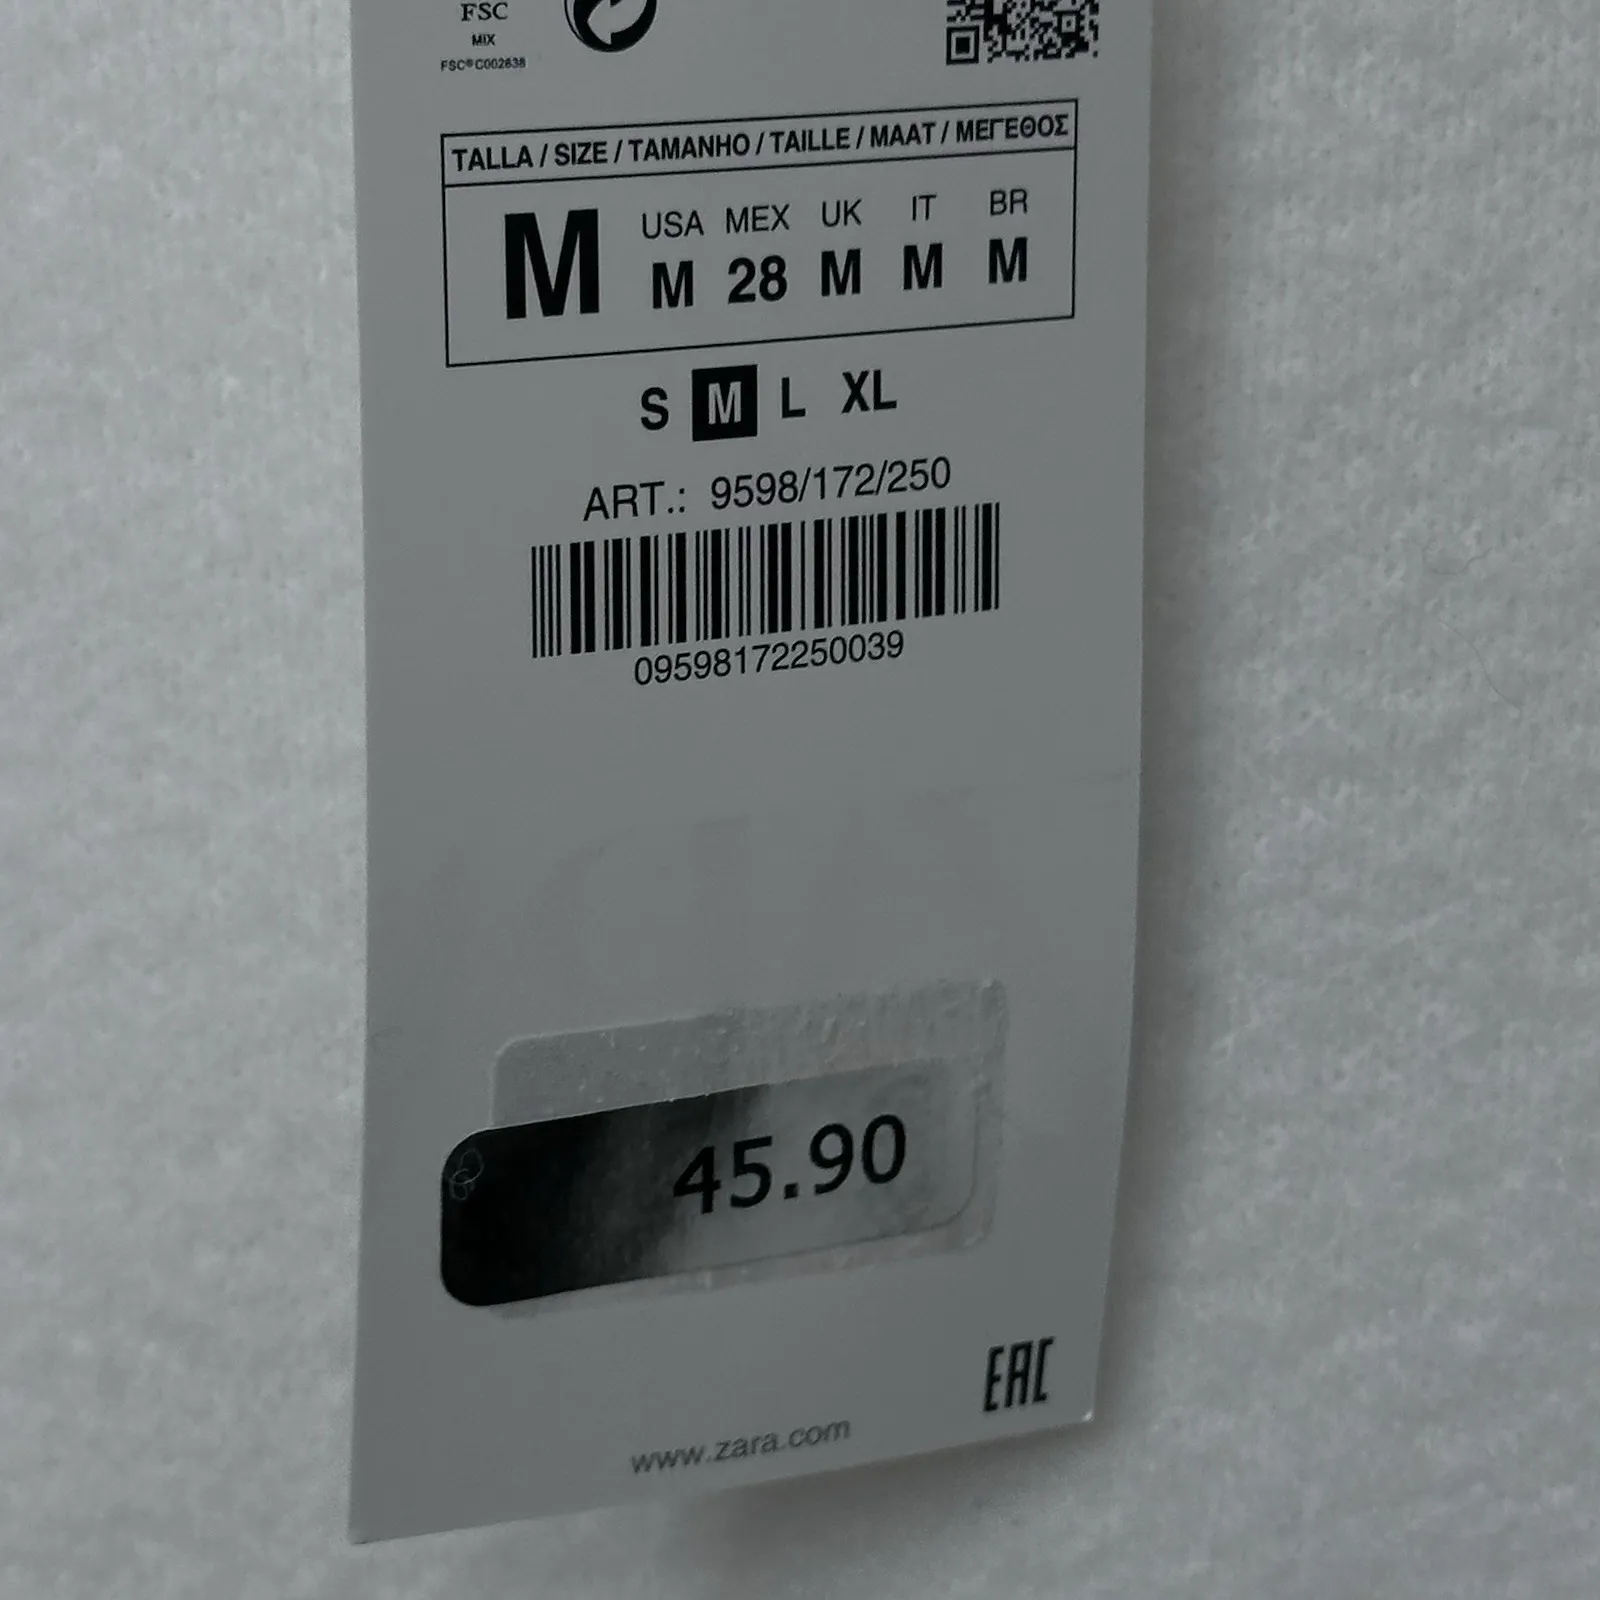 FSC
MIX
FSC® C002638
TALLA / SIZE / TAMANHO / TAILLE / MAAT / ΜΕΓΕΘΟΣ
M
USA MEX UK IT BR
M 28 M M M
S M L XL
ART.: 9598/172/250
09598172250039
45.90
EAC
www.zara.com